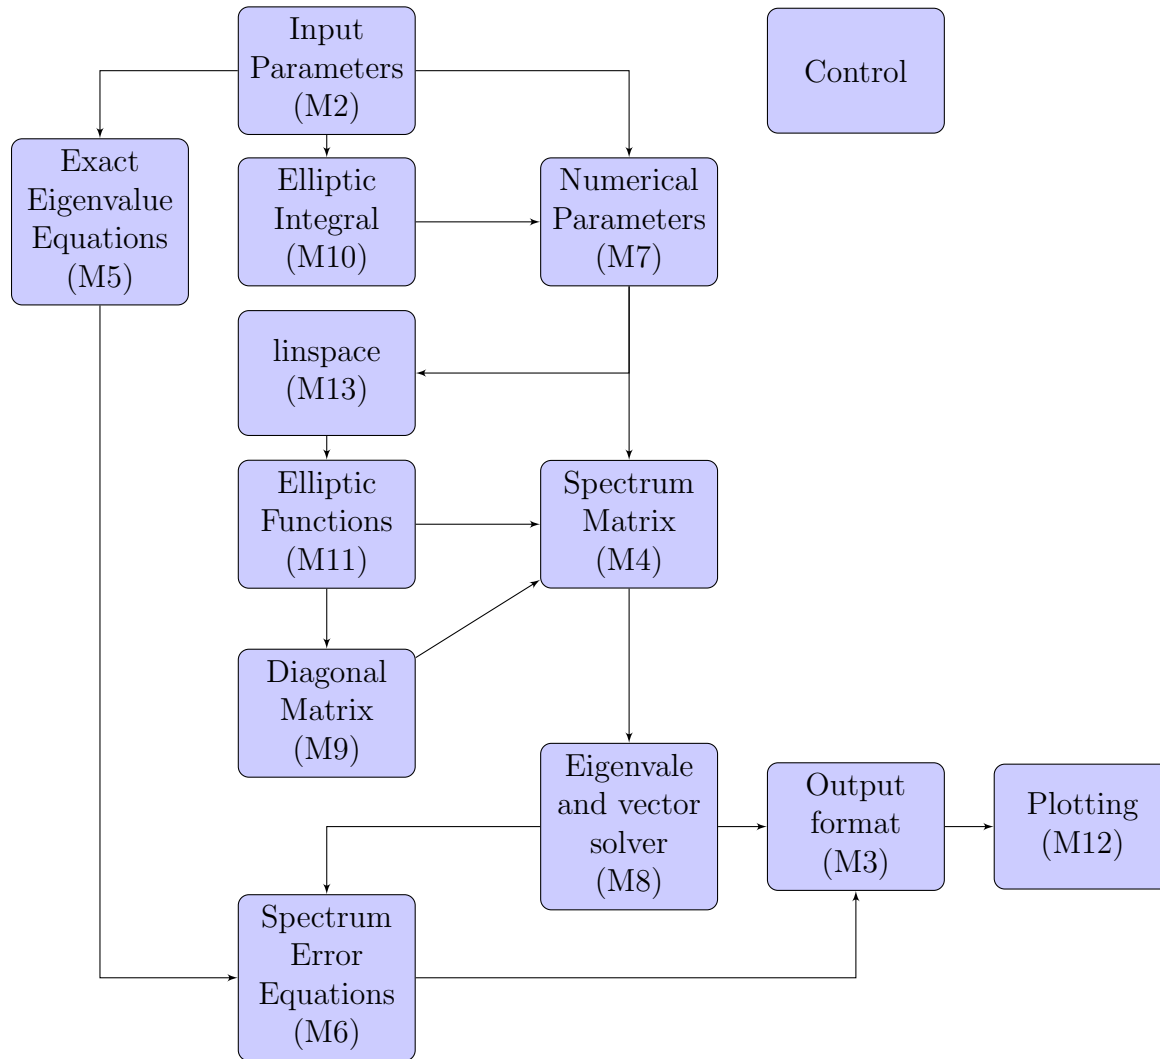 Input
Parameters
(M2)
Control
Exact
Eigenvalue
Equations
(M5)
Elliptic
Integral
(M10)
Numerical
Parameters
(M7)
linspace
(M13)
Elliptic
Functions
(M11)
Spectrum
Matrix
(M4)
Diagonal
Matrix
(M9)
Eigenvale
and vector
solver
(M8)
Output
format
(M3)
Plotting
(M12)
Spectrum
Error
Equations
(M6)